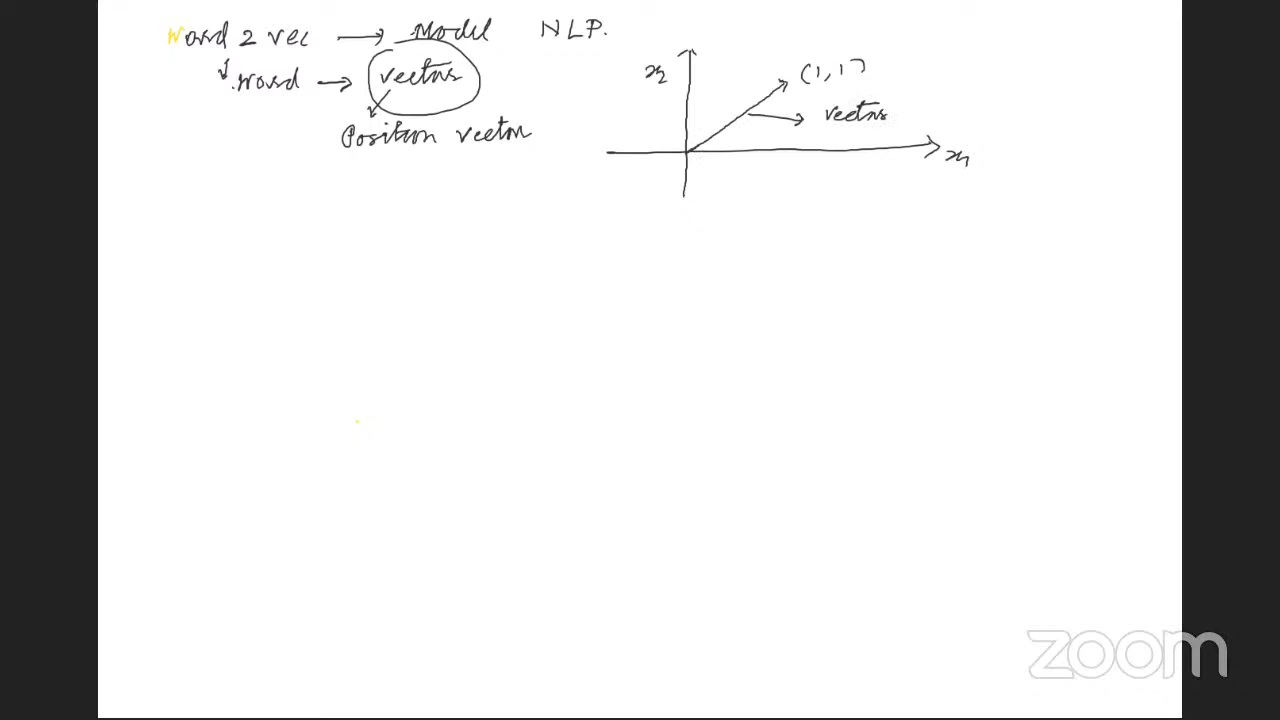 Word 2 vec → Model NLP.
word → vectors
Position vector
x2
(1, 1)
vectors
x1
zoom